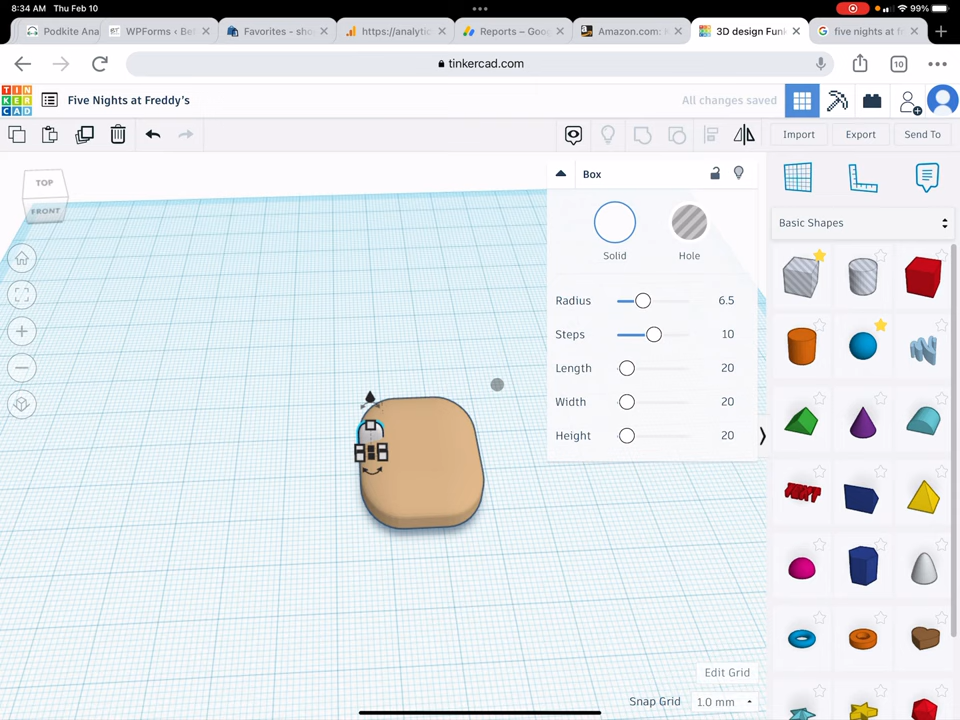 8:34 AM Thu Feb 10
99%
Podkite Ana
WPForms ‹ Be
Favorites - sho
https://analytic
Reports – Goo
Amazon.com:
3D design Fun
five nights at fr
tinkercad.com
10
TIN
KER
CAD
Five Nights at Freddy's
All changes saved
Import
Export
Send To
TOP
FRONT
Box
Solid
Hole
Radius 6.5
Steps 10
Length 20
Width 20
Height 20
Basic Shapes
TEXT
Edit Grid
Snap Grid 1.0 mm